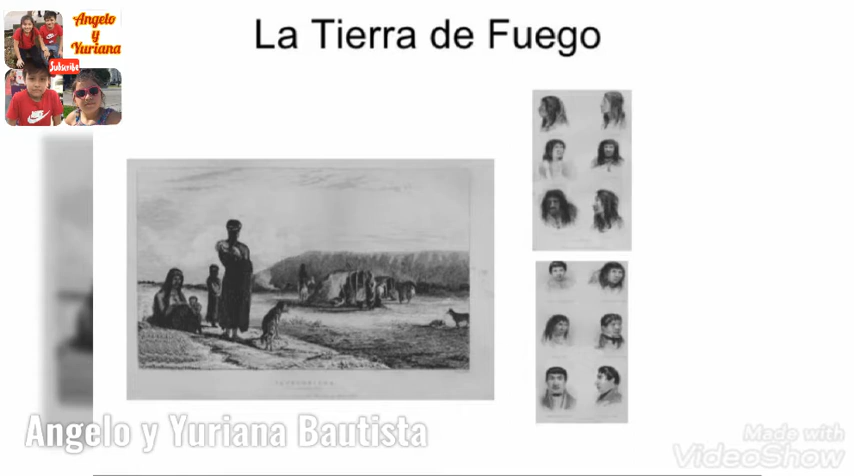 La Tierra de Fuego
Angelo
y
Yuriana
Subscribe
Angelo y Yuriana Bautista
Made with
VideoShow